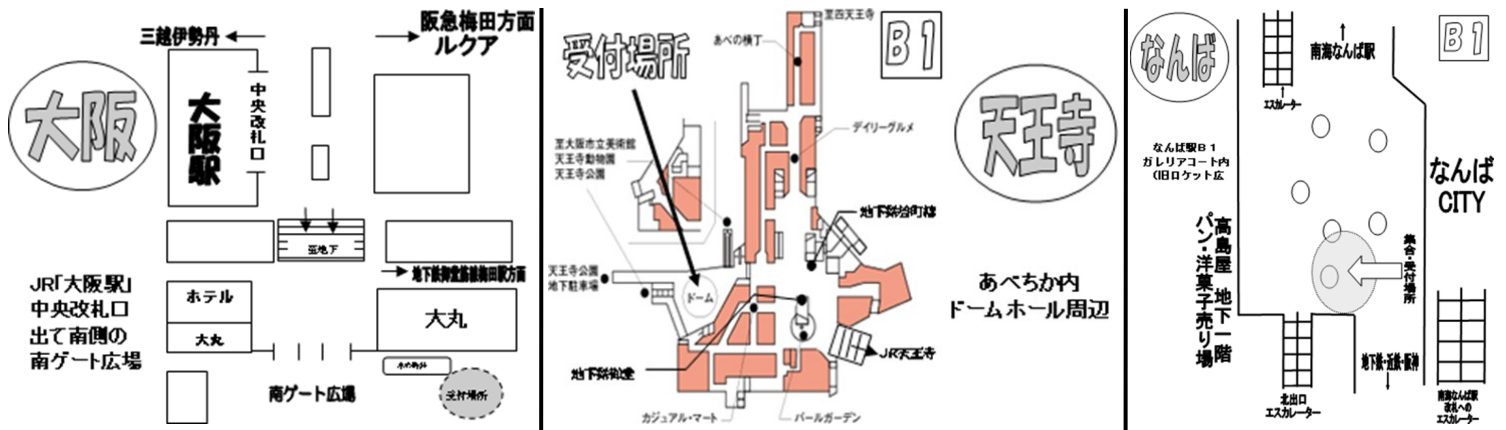 三越伊勢丹
阪急梅田方面
ルクア
大阪
大阪駅
中央改札口
至地下
地下鉄御堂筋線梅田駅方面
JR「大阪駅」
中央改札口
出て南側の
南ゲート広場
ホテル
大丸
大丸
水の時計
南ゲート広場
受付場所
受付場所
至四天王寺
あべの横丁
B1
天王寺
デイリーグルメ
至大阪市立美術館
天王寺動物園
天王寺公園
地下鉄谷町線
天王寺公園
地下駐車場
ドーム
あべちか内
ドームホール周辺
JR天王寺
地下鉄御堂
カジュアル・マート
パールガーデン
なんば
エスカレーター
南海なんば駅
B1
なんば駅B1
ガレリアコート内
(旧ロケット広
なんば
CITY
高島屋 地下一階
パン・洋菓子売り場
集合・受付場所
地下鉄・近鉄・阪神
北出口
エスカレーター
南海なんば駅
改札への
エスカレーター